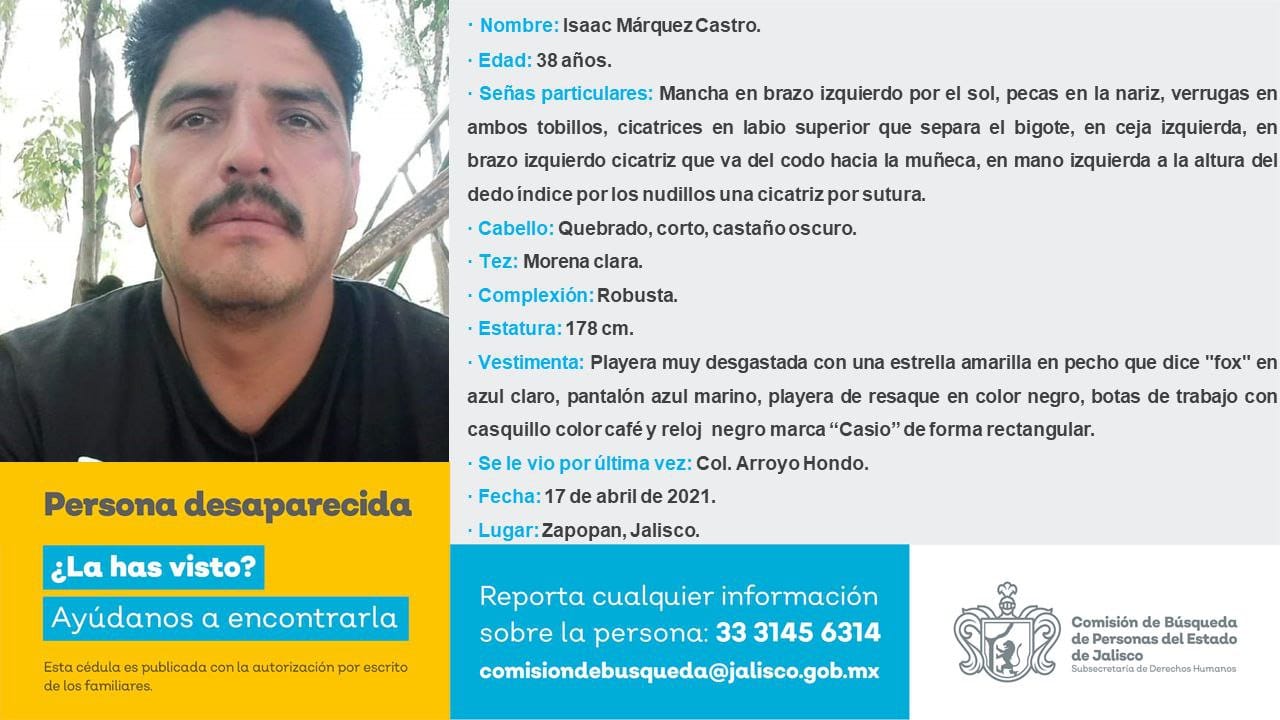 · Nombre: Isaac Márquez Castro.
· Edad: 38 años.
· Señas particulares: Mancha en brazo izquierdo por el sol, pecas en la nariz, verrugas en
ambos tobillos, cicatrices en labio superior que separa el bigote, en ceja izquierda, en
brazo izquierdo cicatriz que va del codo hacia la muñeca, en mano izquierda a la altura del
dedo índice por los nudillos una cicatriz por sutura.
· Cabello: Quebrado, corto, castaño oscuro.
· Tez: Morena clara.
· Complexión: Robusta.
· Estatura: 178 cm.
· Vestimenta: Playera muy desgastada con una estrella amarilla en pecho que dice "fox" en
azul claro, pantalón azul marino, playera de resaque en color negro, botas de trabajo con
casquillo color café y reloj negro marca “Casio” de forma rectangular.
· Se le vio por última vez: Col. Arroyo Hondo.
· Fecha: 17 de abril de 2021.
· Lugar: Zapopan, Jalisco.
Persona desaparecida
¿La has visto?
Ayúdanos a encontrarla
Esta cédula es publicada con la autorización por escrito
de los familiares.
Reporta cualquier información
sobre la persona: 33 3145 6314
comisiondebusqueda@jalisco.gob.mx
Comisión de Búsqueda
de Personas del Estado
de Jalisco
Subsecretaría de Derechos Humanos